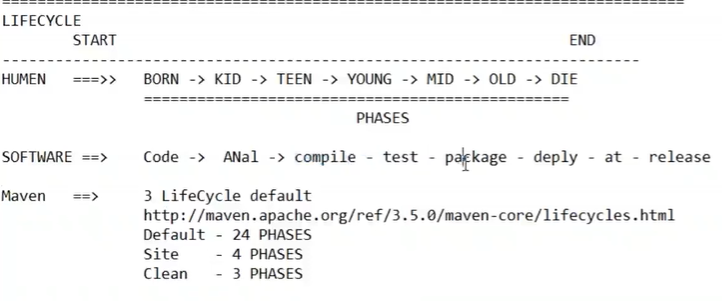 LIFECYCLE
START END
HUMEN ===>> BORN -> KID -> TEEN -> YOUNG -> MID -> OLD -> DIE
PHASES
SOFTWARE ==> Code -> ANal -> compile - test - package - deply - at - release
Maven ==> 3 LifeCycle default
http://maven.apache.org/ref/3.5.0/maven-core/lifecycles.html
Default - 24 PHASES
Site - 4 PHASES
Clean - 3 PHASES